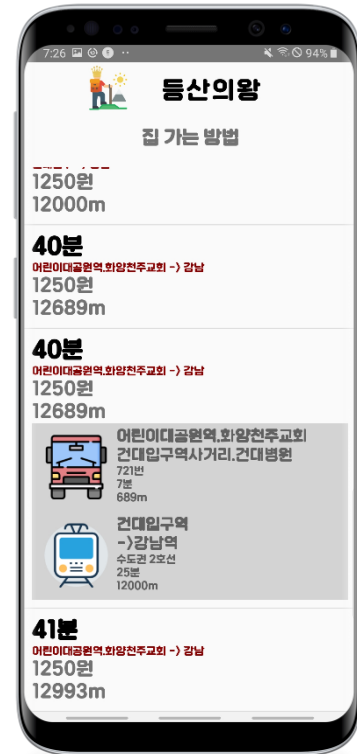 7:26
94%
등산의왕
집 가는 방법
1250원
12000m
40분
어린이대공원역.화양천주교회 -> 강남
1250원
12689m
40분
어린이대공원역.화양천주교회 -> 강남
1250원
12689m
어린이대공원역.화양천주교회
건대입구역사거리.건대병원
721번
7분
689m
건대입구역
->강남역
수도권 2호선
25분
12000m
41분
어린이대공원역.화양천주교회 -> 강남
1250원
12993m